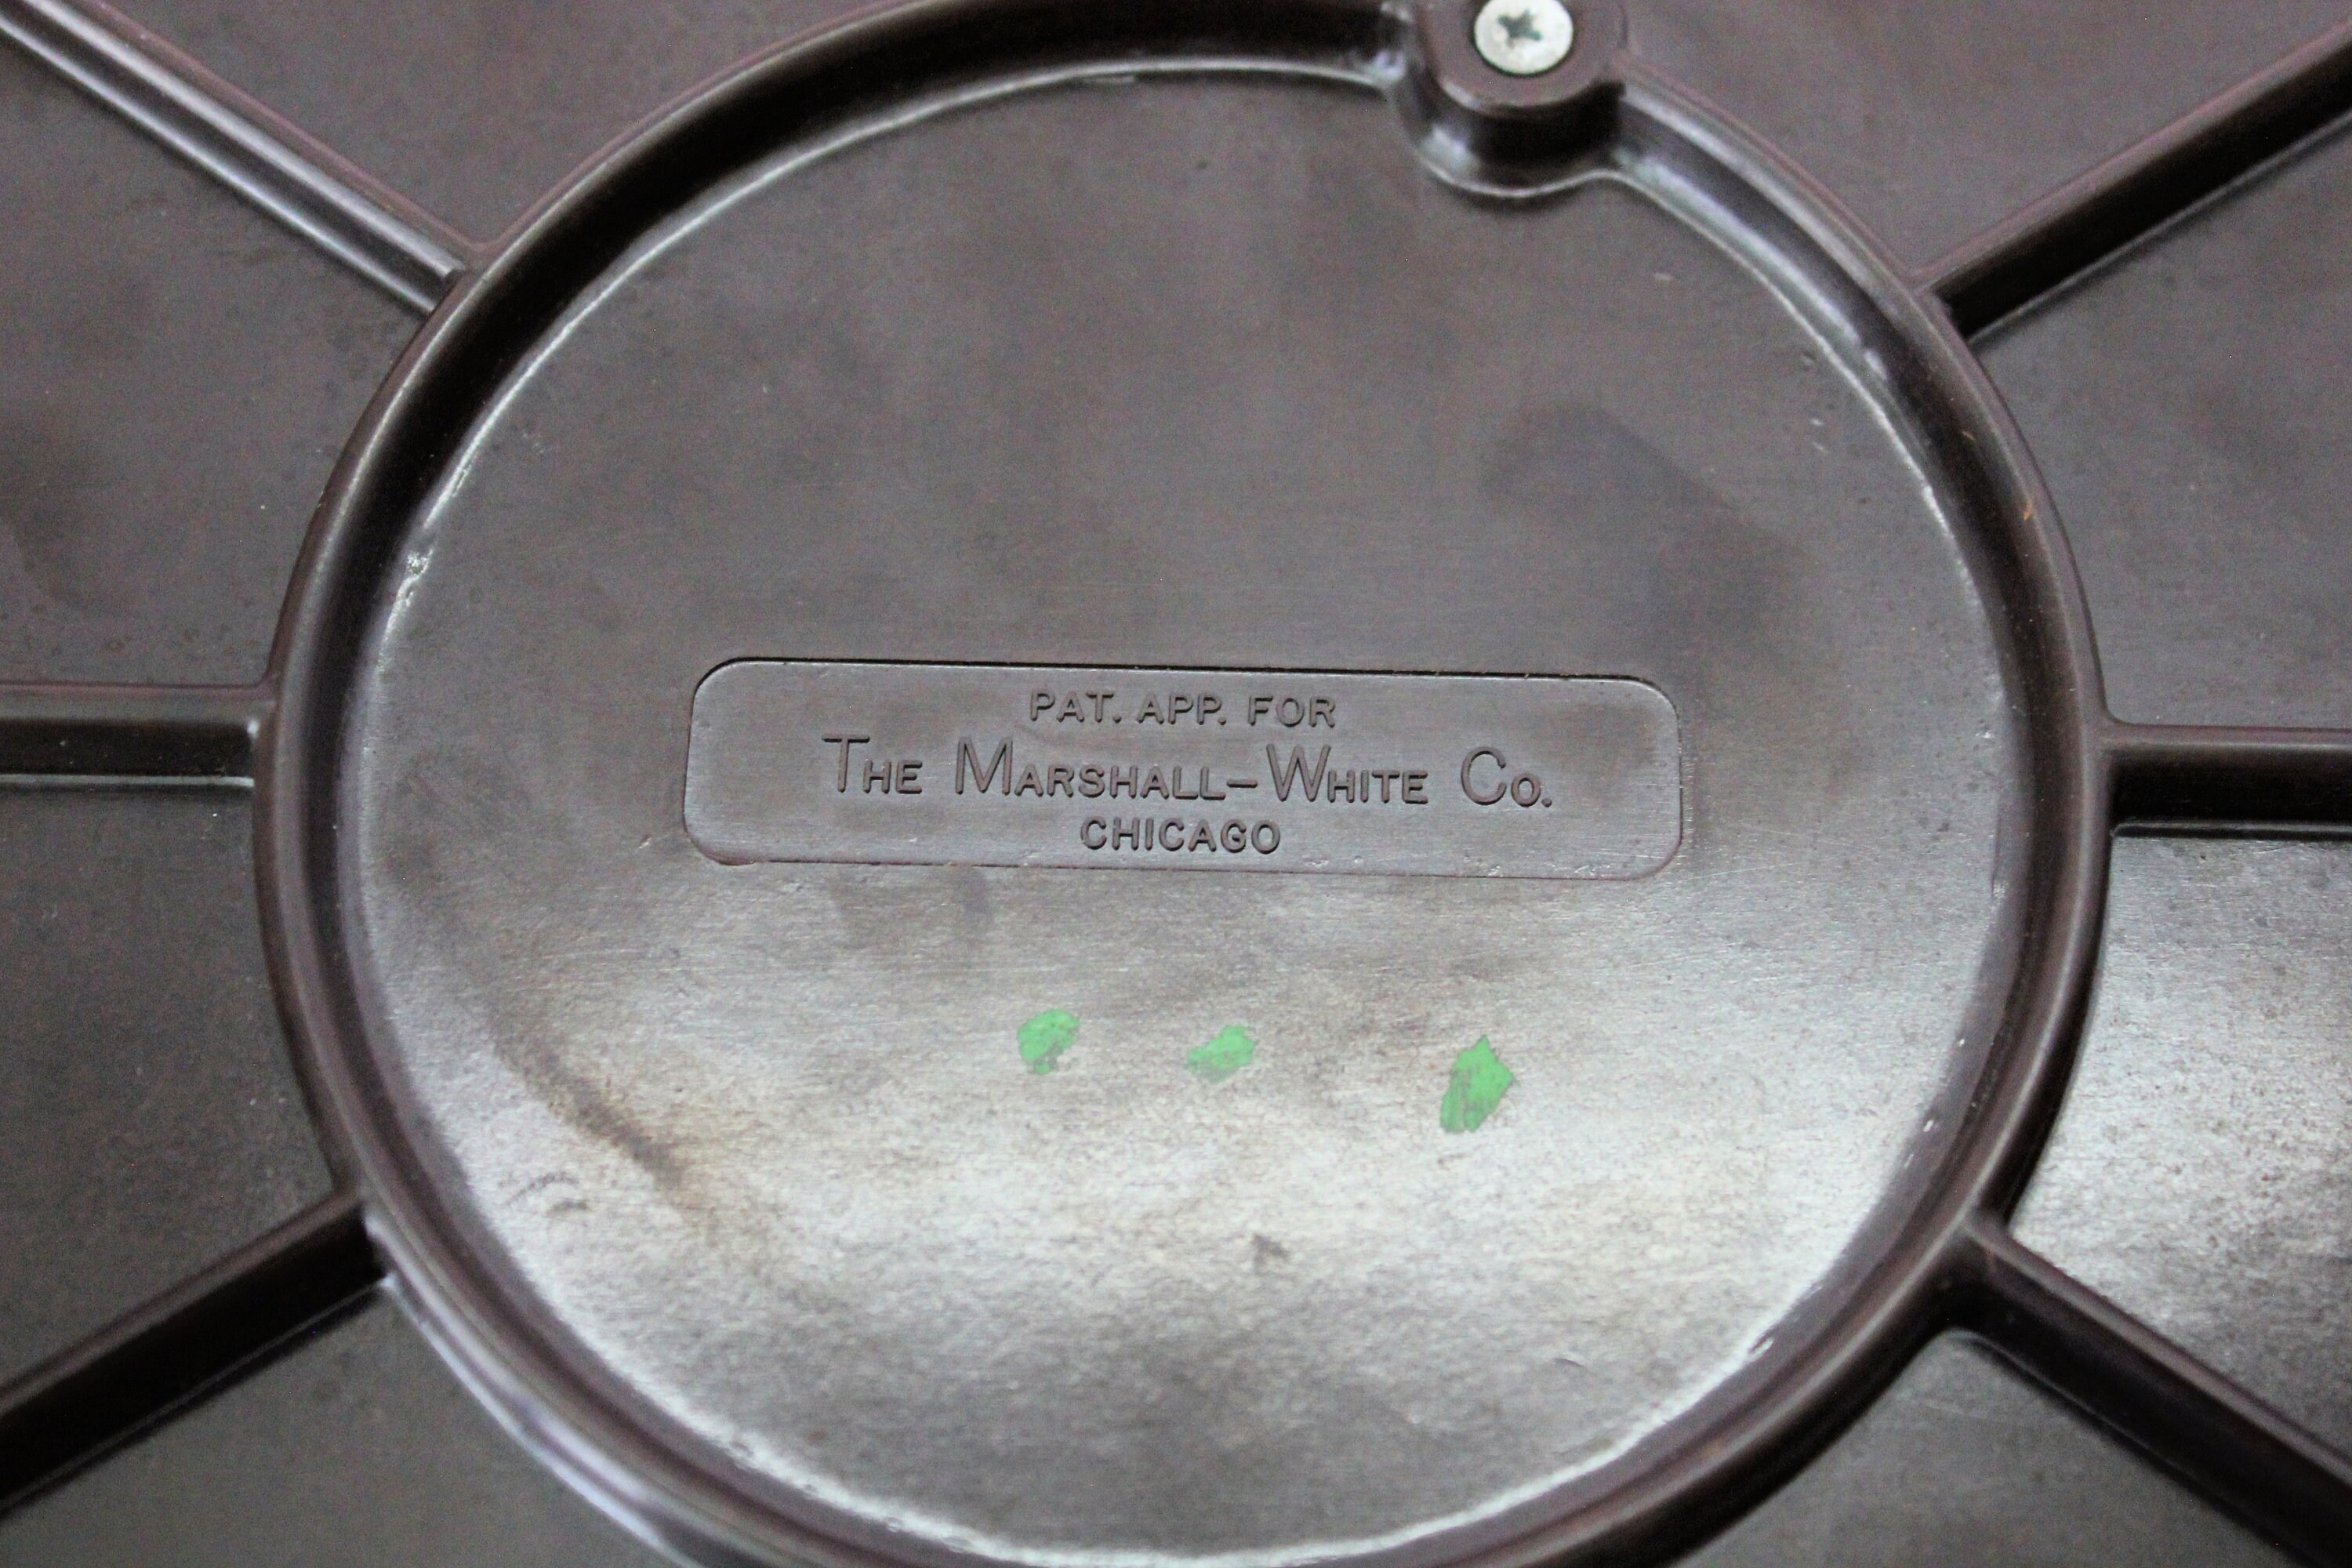 PAT. APP. FOR
THE MARSHALL-WHITE CO.
CHICAGO